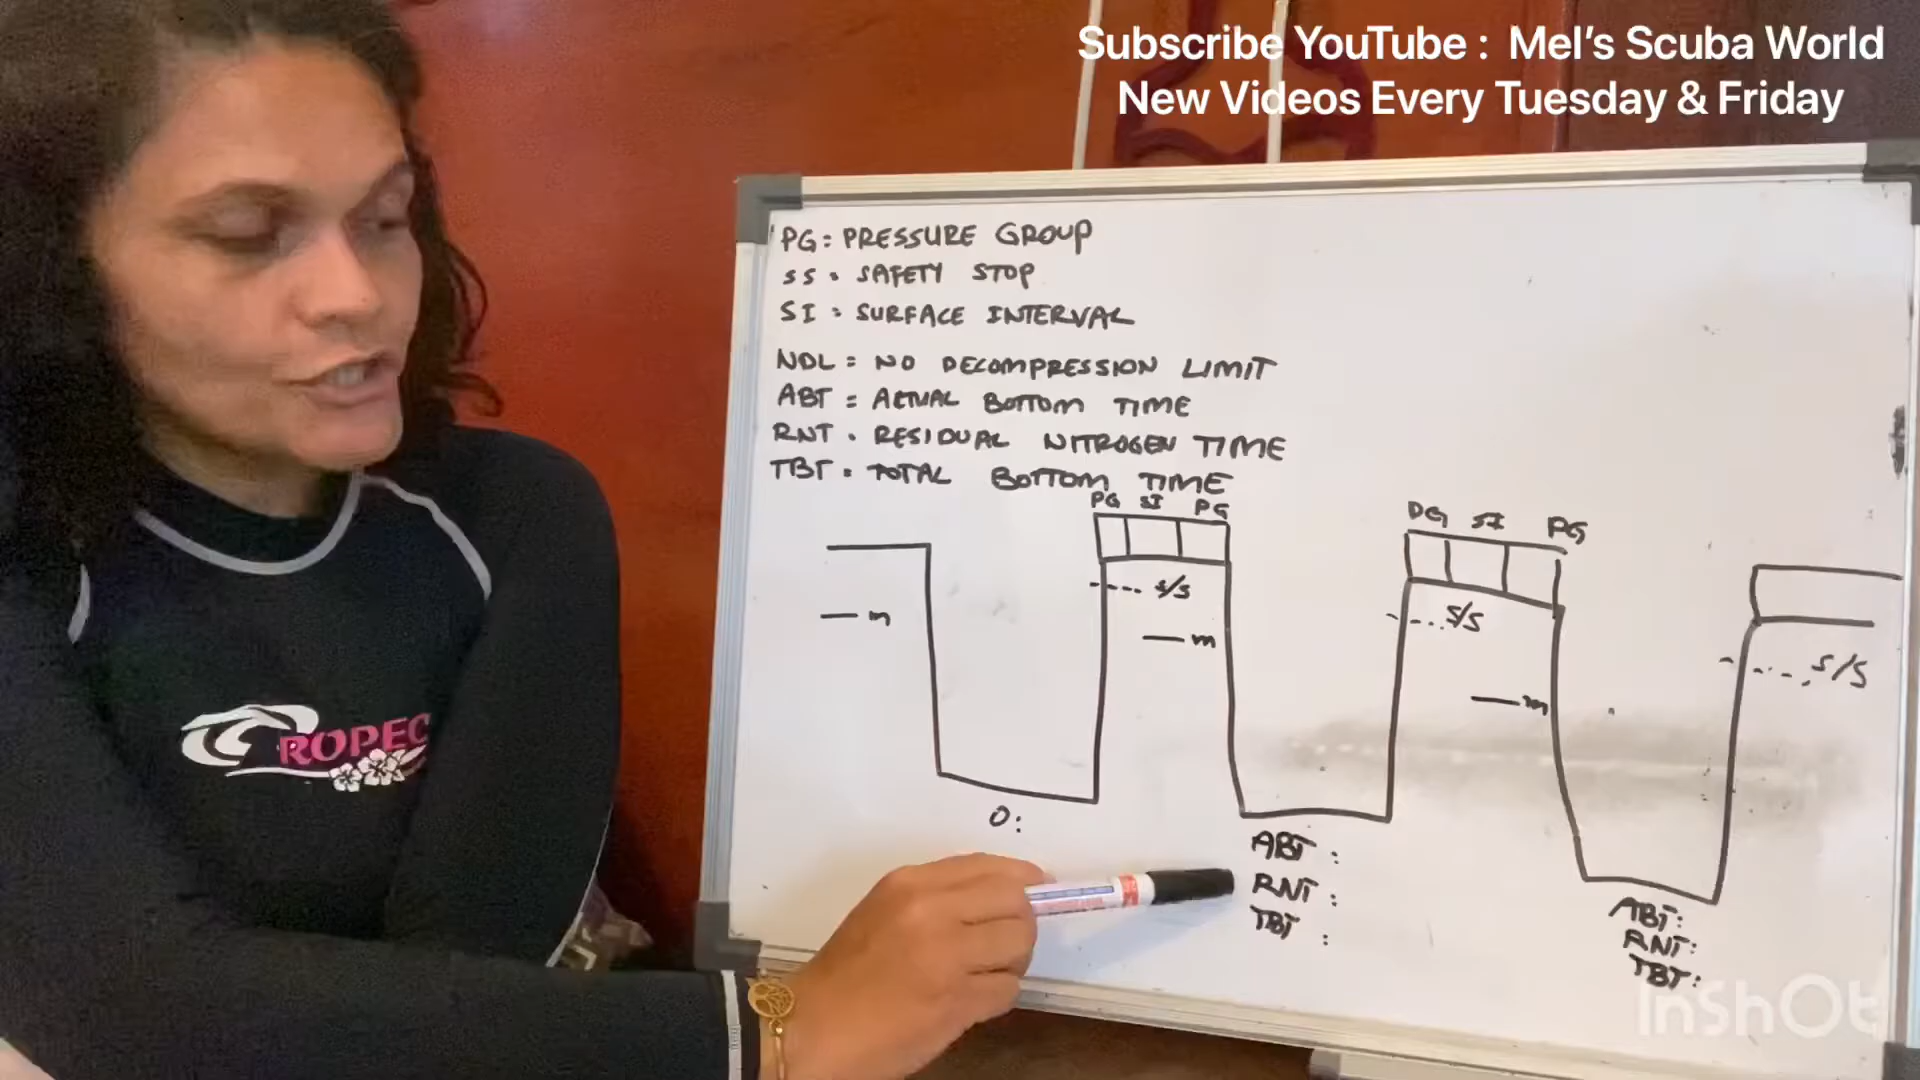 Subscribe YouTube : Mel's Scuba World
New Videos Every Tuesday & Friday
PG: PRESSURE GROUP
SS: SAFETY STOP
SI: SURFACE INTERVAL
NDL = NO DECOMPRESSION LIMIT
ABT = ACTUAL BOTTOM TIME
RNT. RESIDUAL NITROGEN TIME
TBT: TOTAL BOTTOM TIME
PG SI PG
PG SI PG
S/S
m
m
S/S
m
S/S
O:
ABT:
RNT:
TBT:
ABT:
RNT:
TBT:
ROPEC
InShOt